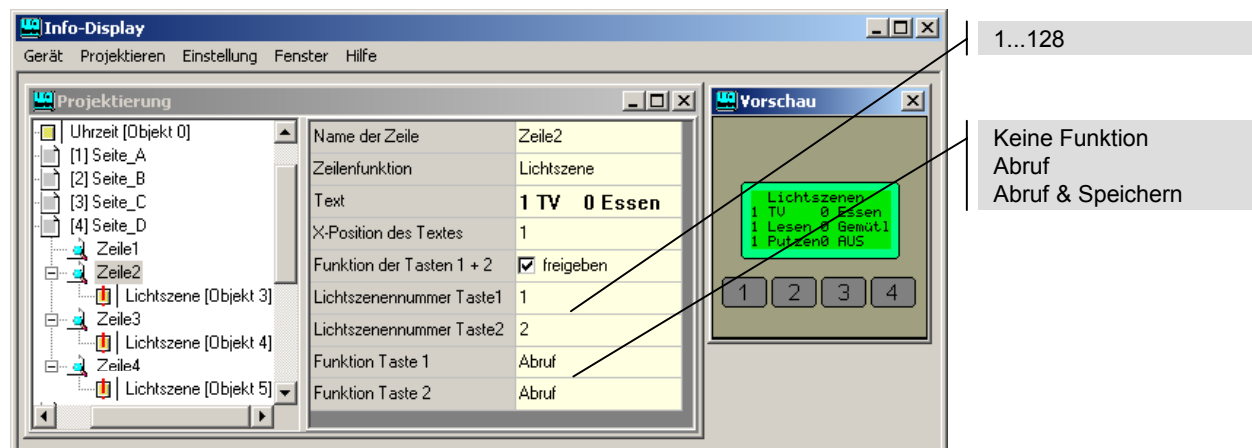 Info-Display
Gerät Projektieren Einstellung Fenster Hilfe
Projektierung
Uhrzeit [Objekt 0]
[1] Seite_A
[2] Seite_B
[3] Seite_C
[4] Seite_D
Zeile1
Zeile2
Lichtszene [Objekt 3]
Zeile3
Lichtszene [Objekt 4]
Zeile4
Lichtszene [Objekt 5]
Name der Zeile Zeile2
Zeilenfunktion Lichtszene
Text 1 TV 0 Essen
X-Position des Textes 1
Funktion der Tasten 1 + 2 freigeben
Lichtszenennummer Taste1 1
Lichtszenennummer Taste2 2
Funktion Taste 1 Abruf
Funktion Taste 2 Abruf
Vorschau
Lichtszenen
1 TV 0 Essen
1 Lesen 0 Gemütl
1 Putzen0 AUS
1 2 3 4
1...128
Keine Funktion
Abruf
Abruf & Speichern